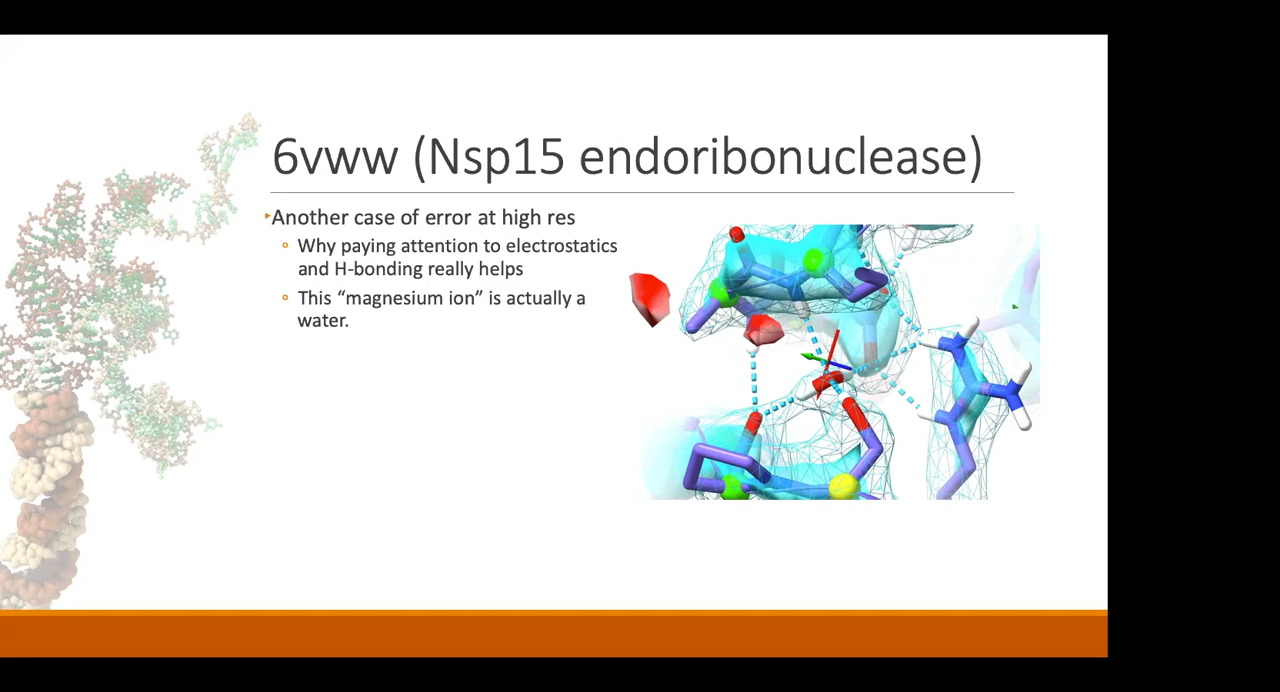 6vww (Nsp15 endoribonuclease)
Another case of error at high res
Why paying attention to electrostatics
and H-bonding really helps
This “magnesium ion” is actually a
water.